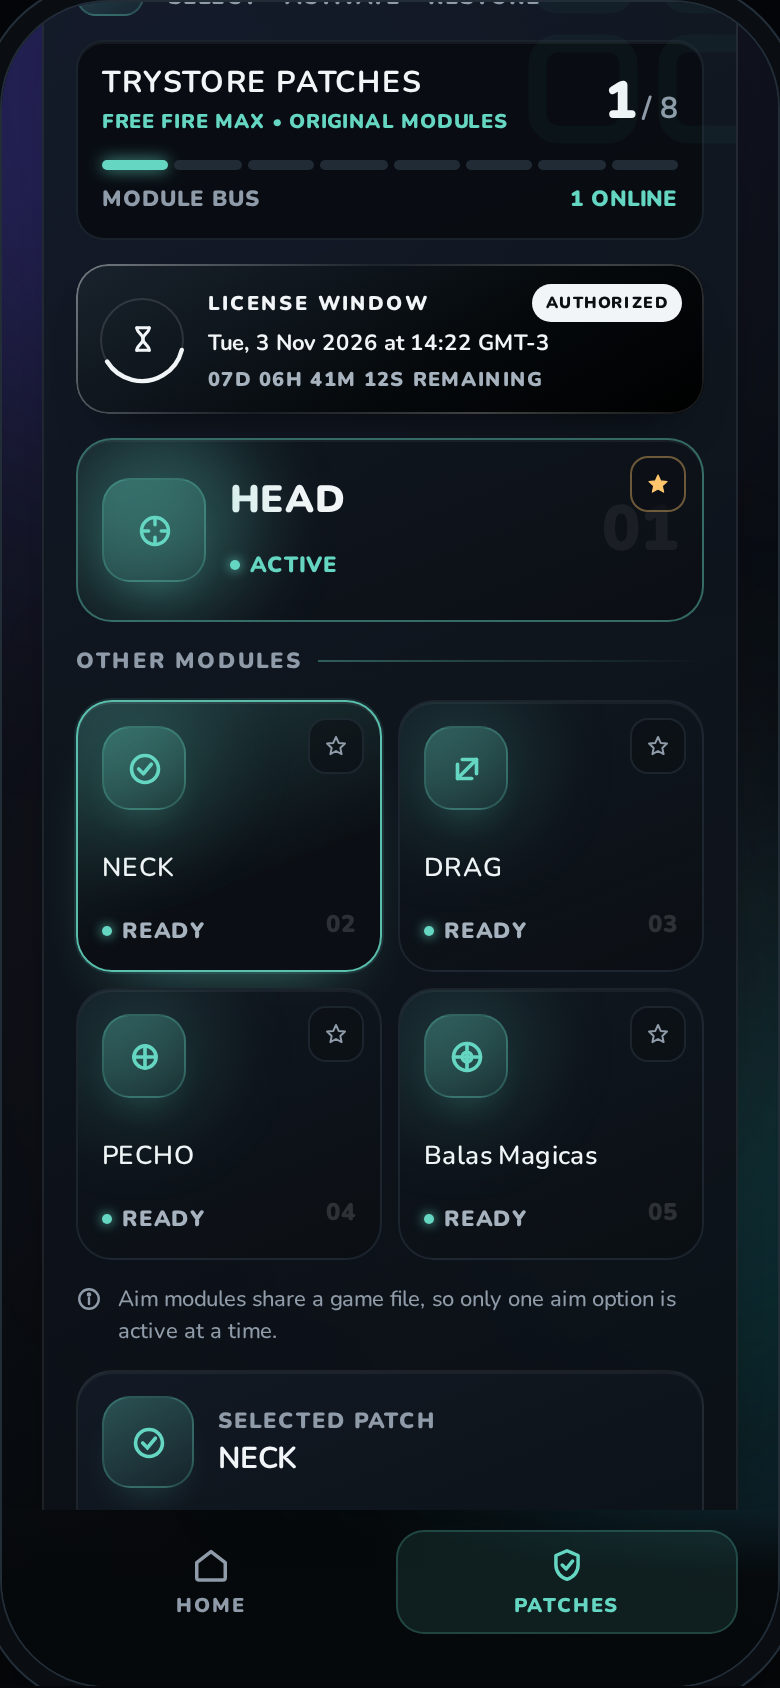 TRYSTORE PATCHES
FREE FIRE MAX • ORIGINAL MODULES
1 / 8
MODULE BUS
1 ONLINE
LICENSE WINDOW
AUTHORIZED
Tue, 3 Nov 2026 at 14:22 GMT-3
07D 06H 41M 12S REMAINING
HEAD
01
ACTIVE
OTHER MODULES
NECK
READY
02
DRAG
READY
03
PECHO
READY
04
Balas Magicas
READY
05
Aim modules share a game file, so only one aim option is
active at a time.
SELECTED PATCH
NECK
HOME
PATCHES